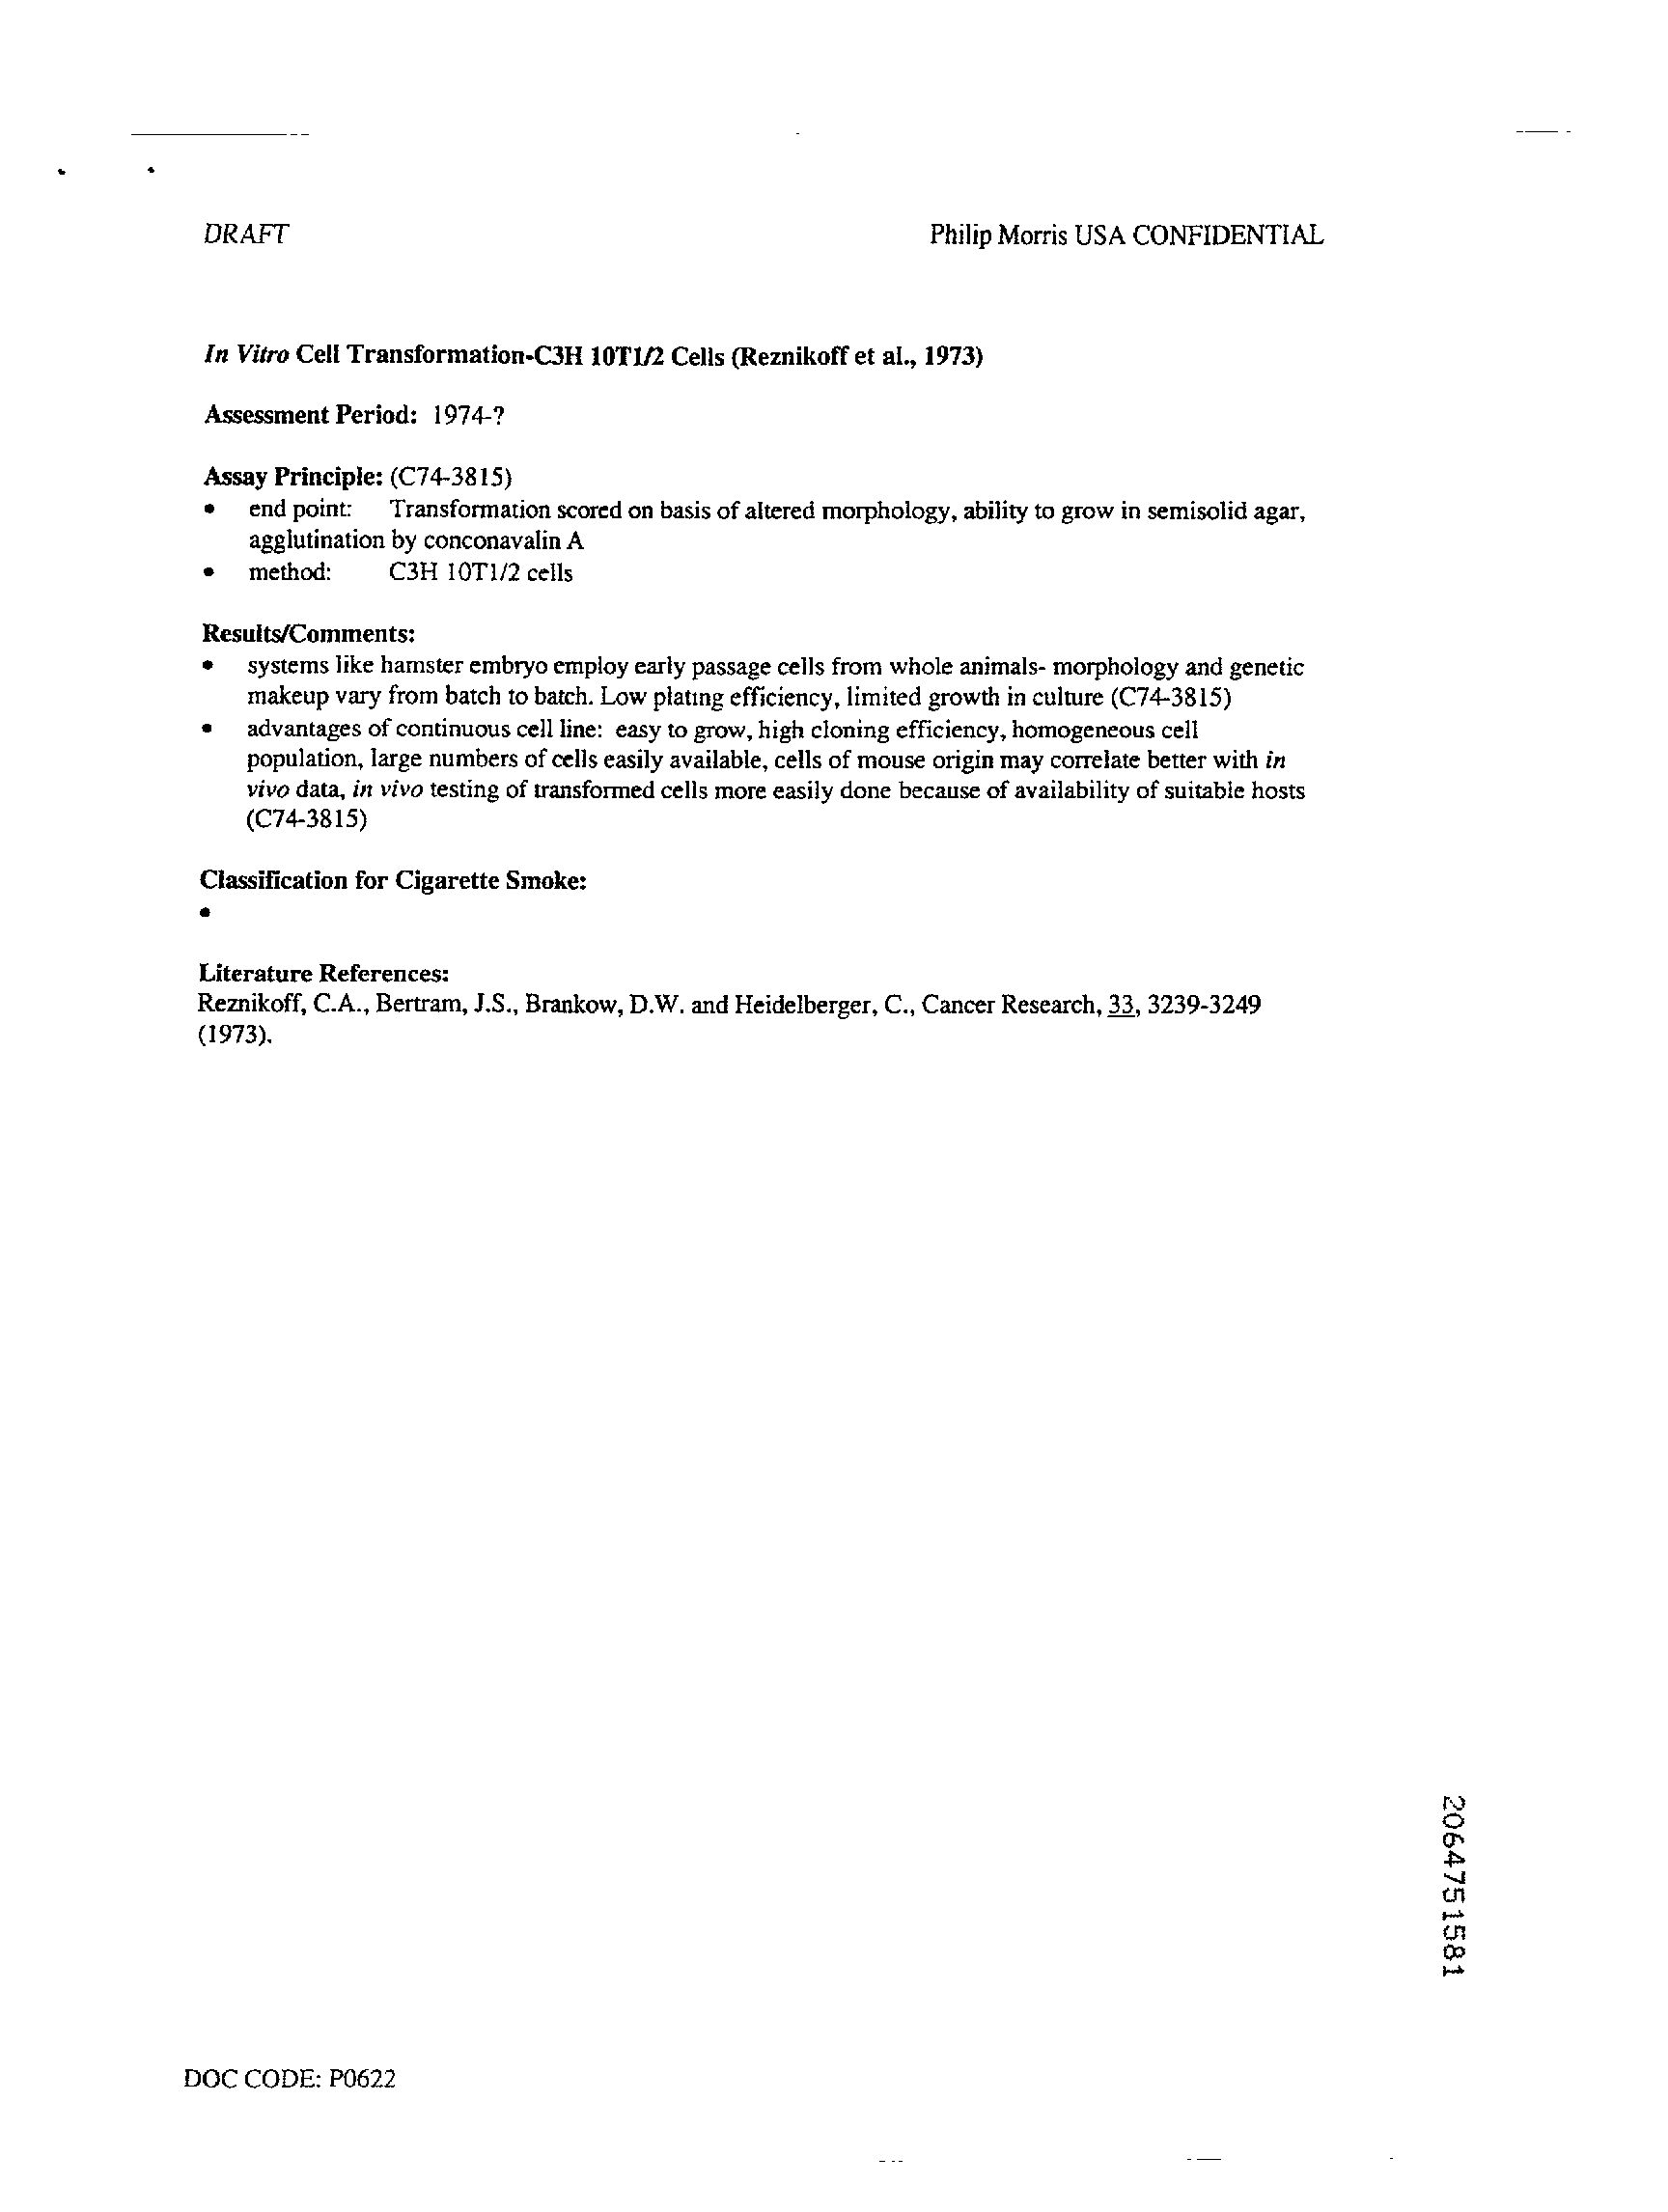 DRAFT
Philip Morris USA CONFIDENTIAL
In Vitro Cell Transformation-C3H 10T1/2 Cells (Reznikoff et al., 1973)
Assessment Period: 1974-?
Assay Principle: (C74-3815)
• end point: Transformation scored on basis of altered morphology, ability to grow in semisolid agar,
agglutination by conconavalin A
• method: C3H 10T1/2 cells
Results/Comments:
• systems like hamster embryo employ early passage cells from whole animals- morphology and genetic
makeup vary from batch to batch. Low plating efficiency, limited growth in culture (C74-3815)
• advantages of continuous cell line: easy to grow, high cloning efficiency, homogeneous cell
population, large numbers of cells easily available, cells of mouse origin may correlate better with in
vivo data, in vivo testing of transformed cells more easily done because of availability of suitable hosts
(C74-3815)
Classification for Cigarette Smoke:
•
Literature References:
Reznikoff, C.A., Bertram, J.S., Brankow, D.W. and Heidelberger, C., Cancer Research, 33, 3239-3249
(1973).
2064751581
DOC CODE: P0622